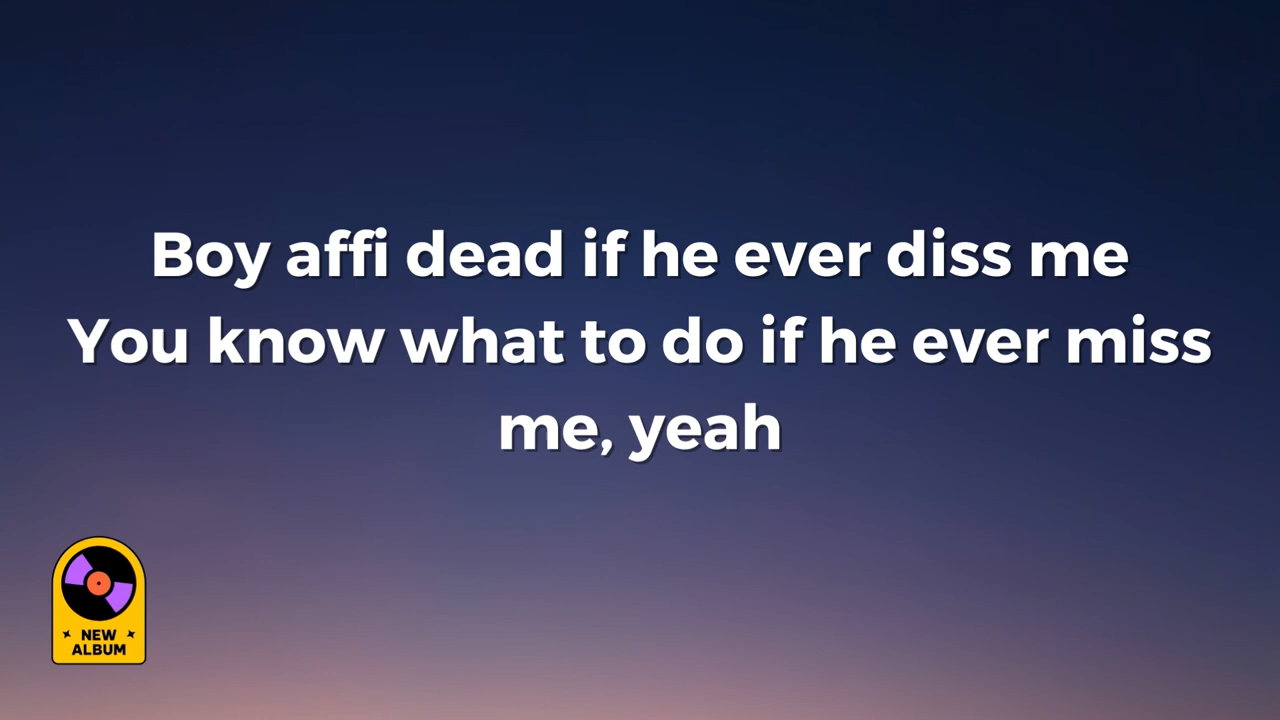 Boy affi dead if he ever diss me
You know what to do if he ever miss
me, yeah
NEW
ALBUM